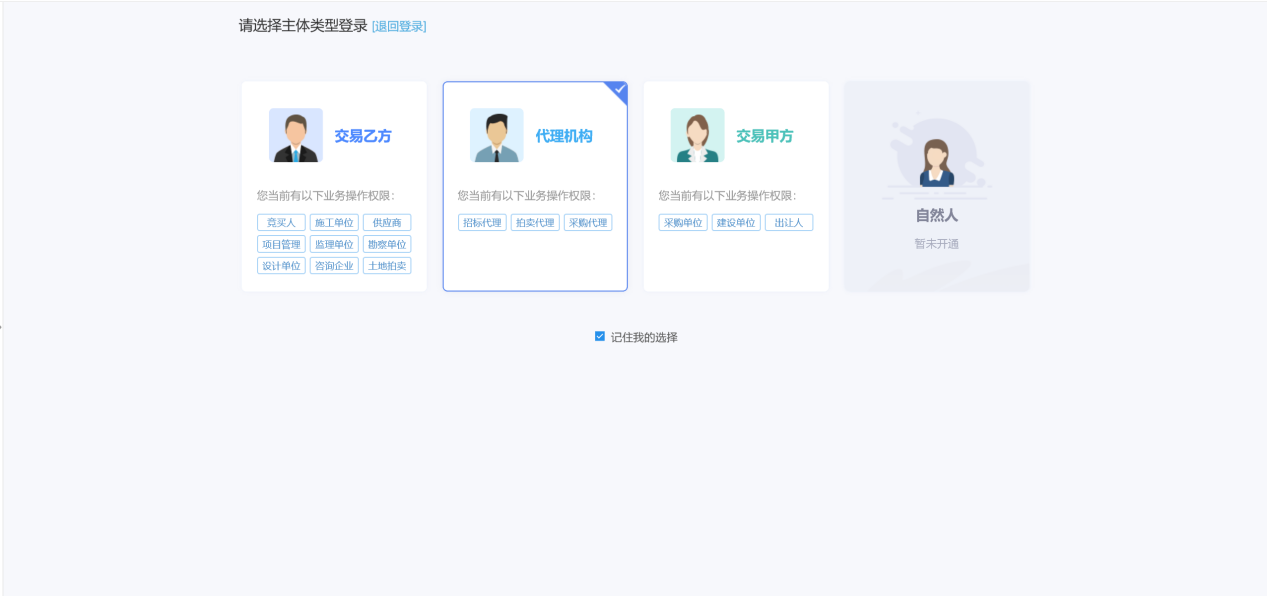 请选择主体类型登录 [退回登录]
交易乙方
您当前有以下业务操作权限：
竞买人 施工单位 供应商
项目管理 监理单位 勘察单位
设计单位 咨询企业 土地拍卖
代理机构
您当前有以下业务操作权限：
招标代理 拍卖代理 采购代理
交易甲方
您当前有以下业务操作权限：
采购单位 建设单位 出让人
自然人
暂未开通
记住我的选择